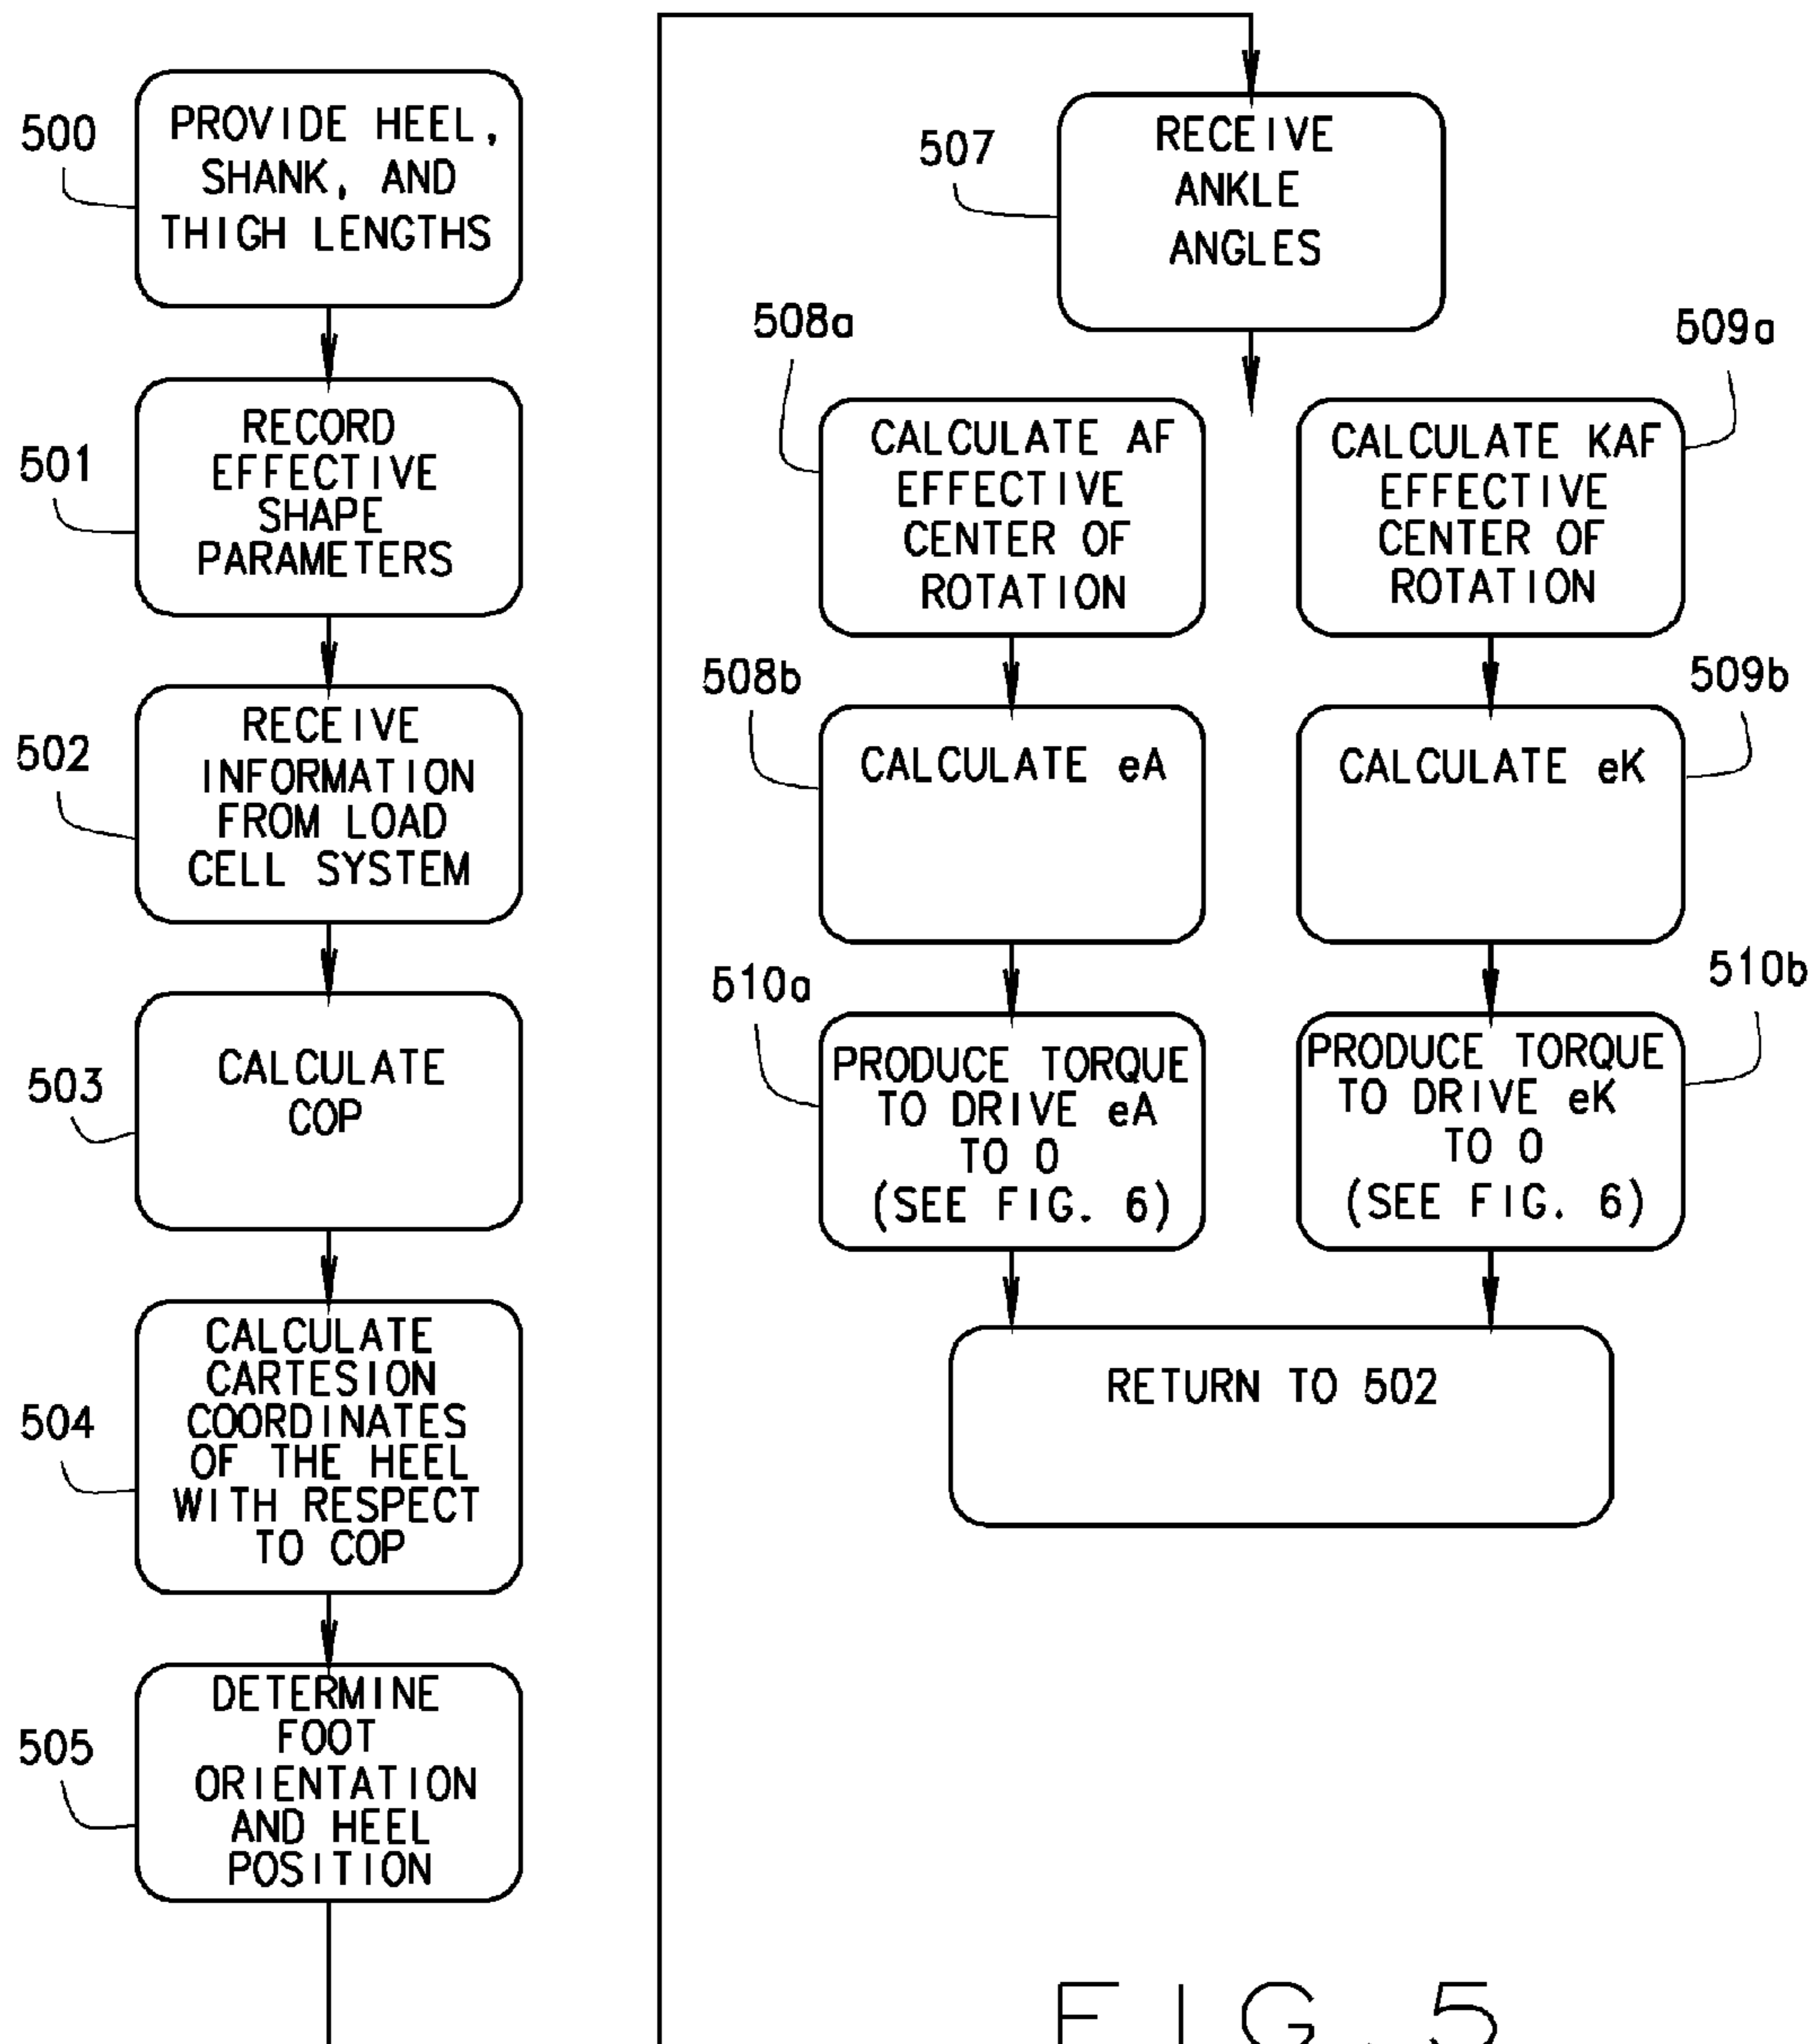 500
PROVIDE HEEL,
SHANK, AND
THIGH LENGTHS
501
RECORD
EFFECTIVE
SHAPE
PARAMETERS
502
RECEIVE
INFORMATION
FROM LOAD
CELL SYSTEM
503
CALCULATE
COP
504
CALCULATE
CARTESION
COORDINATES
OF THE HEEL
WITH RESPECT
TO COP
505
DETERMINE
FOOT
ORIENTATION
AND HEEL
POSITION
507
RECEIVE
ANKLE
ANGLES
508a
CALCULATE AF
EFFECTIVE
CENTER OF
ROTATION
509a
CALCULATE KAF
EFFECTIVE
CENTER OF
ROTATION
508b
CALCULATE eA
509b
CALCULATE eK
510a
PRODUCE TORQUE
TO DRIVE eA
TO 0
(SEE FIG. 6)
510b
PRODUCE TORQUE
TO DRIVE eK
TO 0
(SEE FIG. 6)
RETURN TO 502
FIG. 5